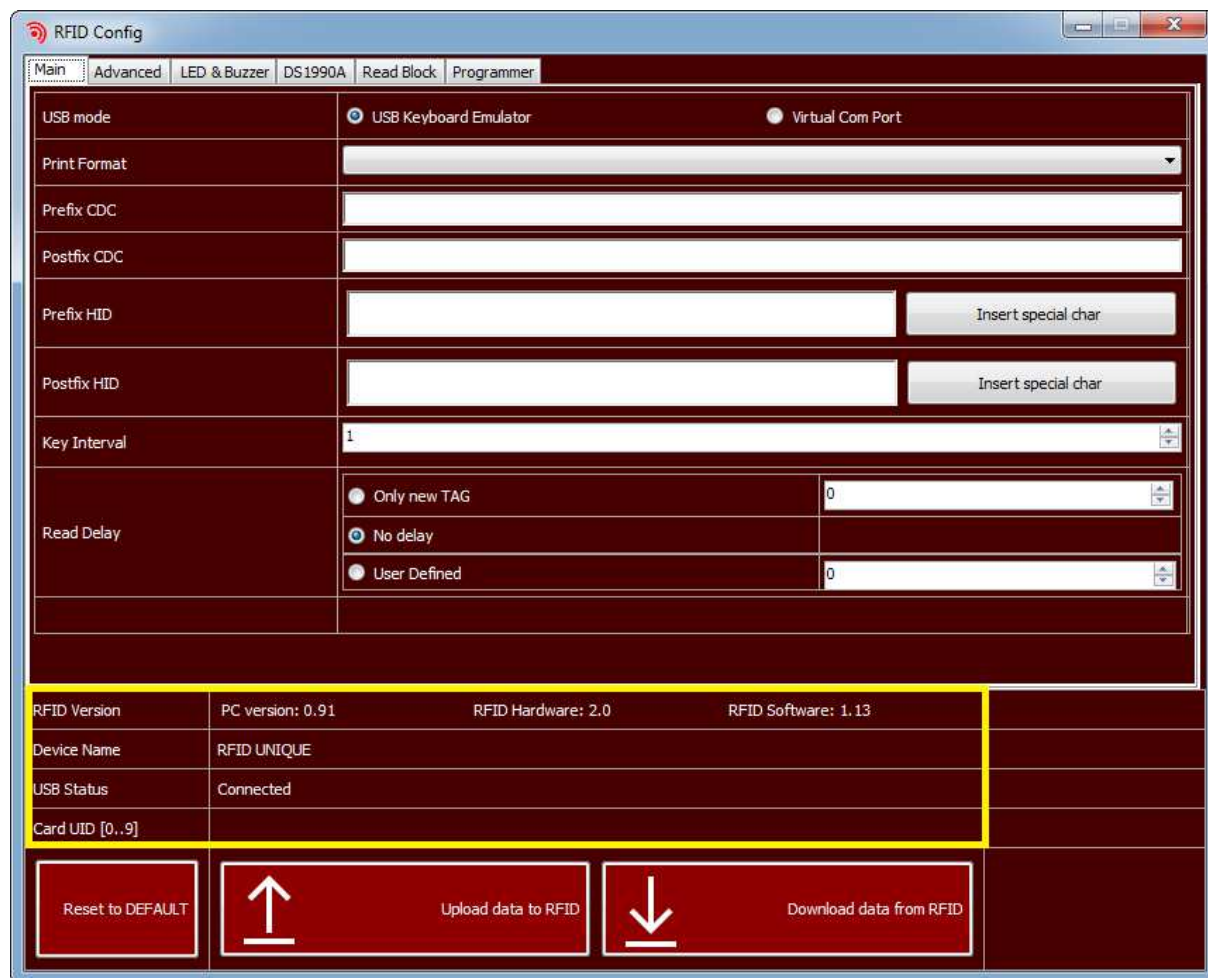 RFID Config
Main Advanced LED & Buzzer DS1990A Read Block Programmer
USB mode USB Keyboard Emulator Virtual Com Port
Print Format
Prefix CDC
Postfix CDC
Prefix HID Insert special char
Postfix HID Insert special char
Key Interval 1
Only new TAG 0
Read Delay No delay
User Defined 0
RFID Version PC version: 0.91 RFID Hardware: 2.0 RFID Software: 1.13
Device Name RFID UNIQUE
USB Status Connected
Card UID [0..9]
Reset to DEFAULT Upload data to RFID Download data from RFID